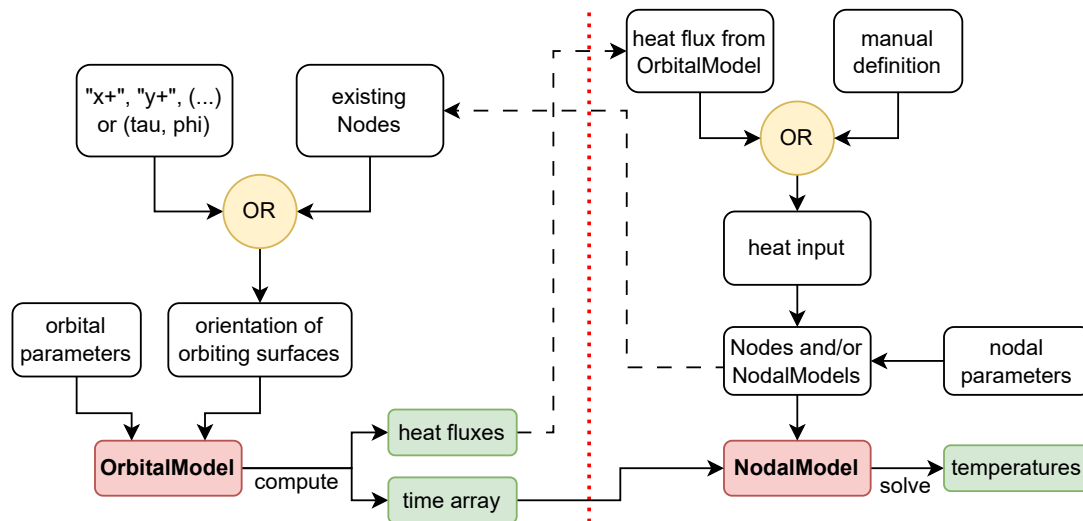 "x+", "y+", (...)
or (tau, phi)
existing
Nodes
OR
orbital
parameters
orientation of
orbiting surfaces
OrbitalModel
compute
heat fluxes
time array
heat flux from
OrbitalModel
manual
definition
OR
heat input
Nodes and/or
NodalModels
nodal
parameters
NodalModel
solve
temperatures